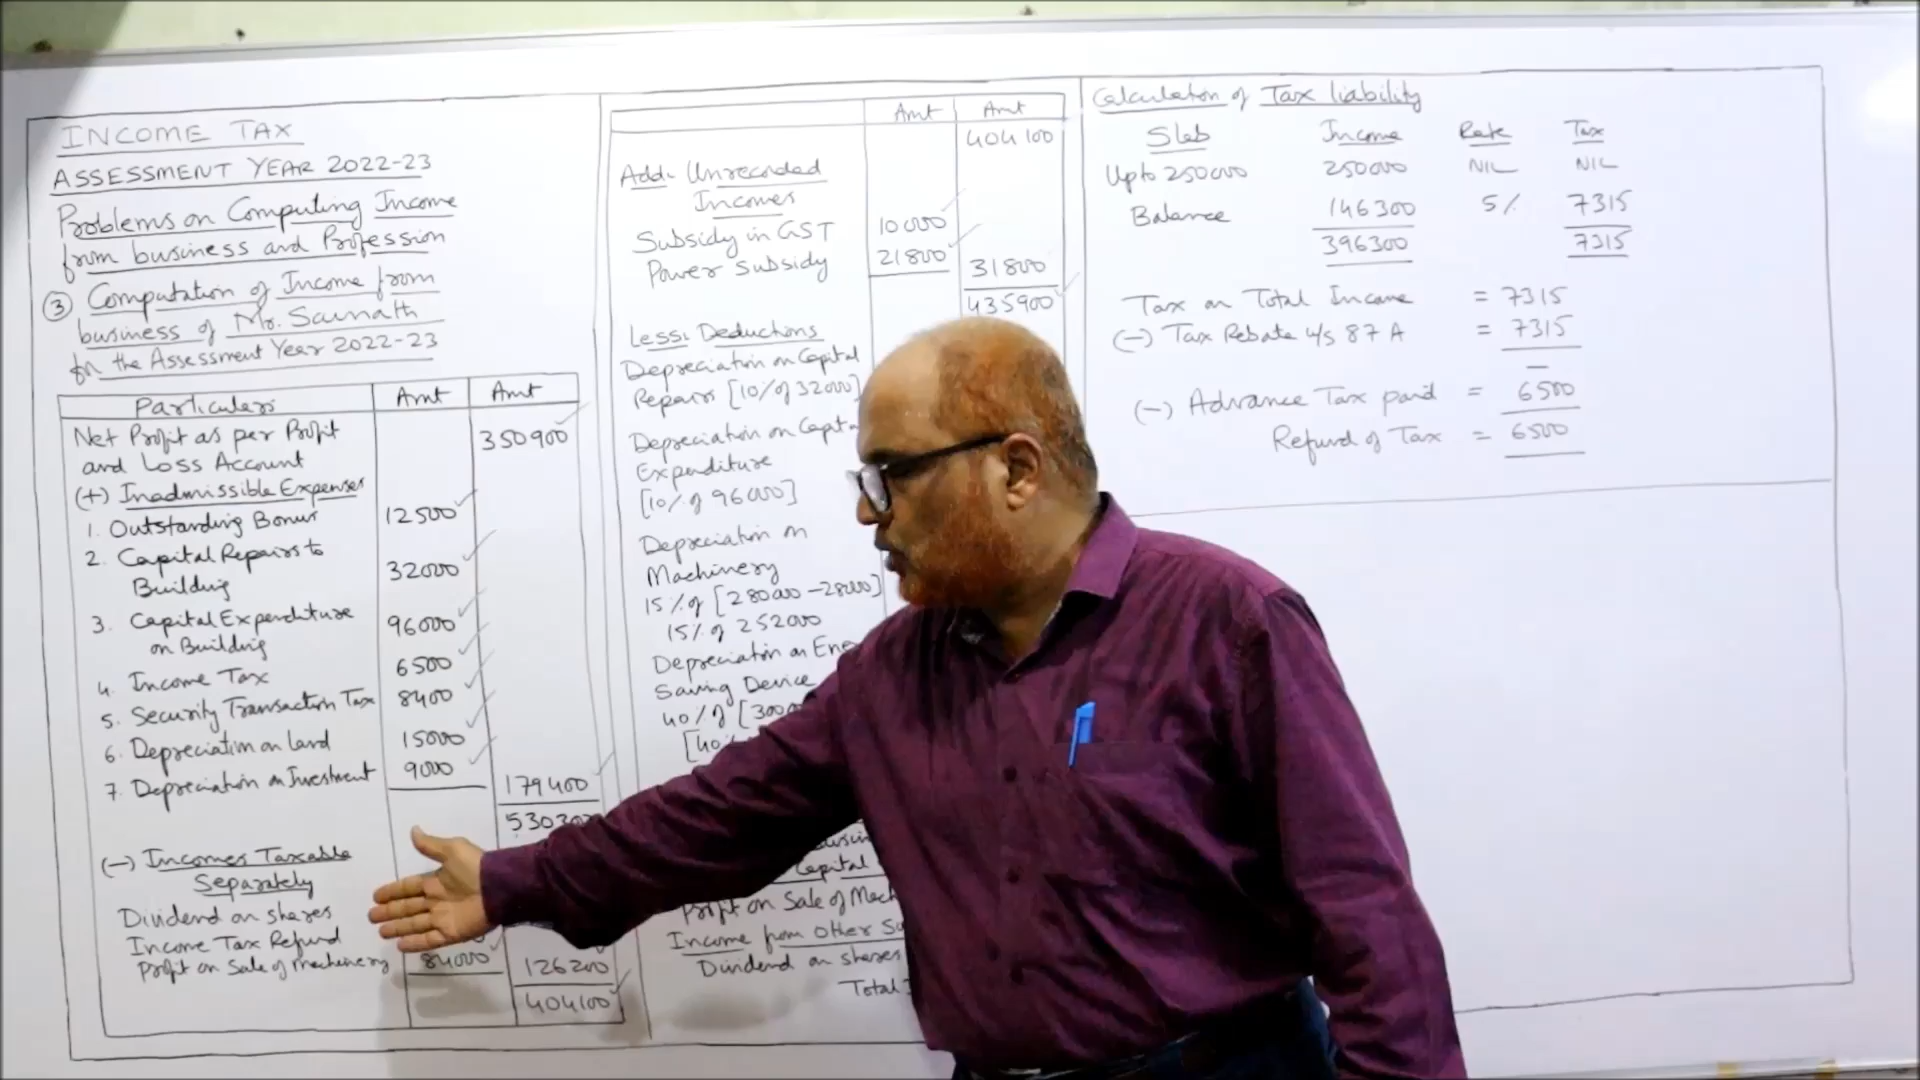 INCOME TAX
ASSESSMENT YEAR 2022-23
Problems on Computing Income
from business and Profession
③ Computation of Income from
business of Mr. Sainath
for the Assessment Year 2022-23
Particulars Amt Amt
Net Profit as per Profit
and Loss Account 350900
(+) Inadmissible Expenses
1. Outstanding Bonus 12500
2. Capital Repairs to
Building 32000
3. Capital Expenditure
on Building 96000
4. Income Tax 6500
5. Security Transaction Tax 8400
6. Depreciation on Land 15000
7. Depreciation on Investment 9000 179400
530300
(-) Incomes Taxable
Separately
Dividend on shares
Income Tax Refund
Profit on Sale of Machinery 84000 126200
404100
Amt Amt
404100
Add: Unrecorded
Incomes
Subsidy in GST 10000
Power Subsidy 21800 31800
435900
Less: Deductions
Depreciation on Capital
Repairs [10% of 32000]
Depreciation on
Expenditure
[10% of 96000]
Depreciation on
Machinery
15% of [280000-28000]
15% of 252000
Depreciation on
Saving Device
40% of
Capital
Profit on Sale of
Income from Other
Dividend on shares
Total
Calculation of Tax liability
Slab Income Rate Tax
Upto 250000 250000 NIL NIL
Balance 146300 5% 7315
396300 7315
Tax on Total Income = 7315
(-) Tax Rebate u/s 87A = 7315
-
(-) Advance Tax paid = 6500
Refund of Tax = 6500